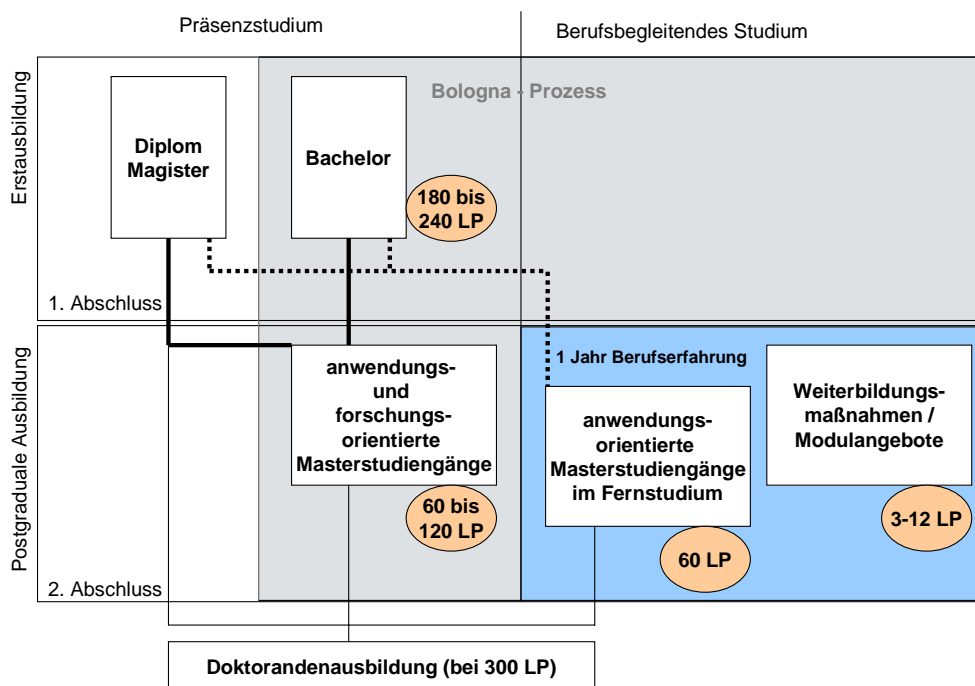 Präsenzstudium
Berufsbegleitendes Studium
Erstausbildung
Bologna - Prozess
Diplom
Magister
Bachelor
180 bis
240 LP
1. Abschluss
Postgraduale Ausbildung
1 Jahr Berufserfahrung
anwendungs-
und
forschungs-
orientierte
Masterstudiengänge
60 bis
120 LP
anwendungs-
orientierte
Masterstudiengänge
im Fernstudium
60 LP
Weiterbildungs-
maßnahmen /
Modulangebote
3-12 LP
2. Abschluss
Doktorandenausbildung (bei 300 LP)